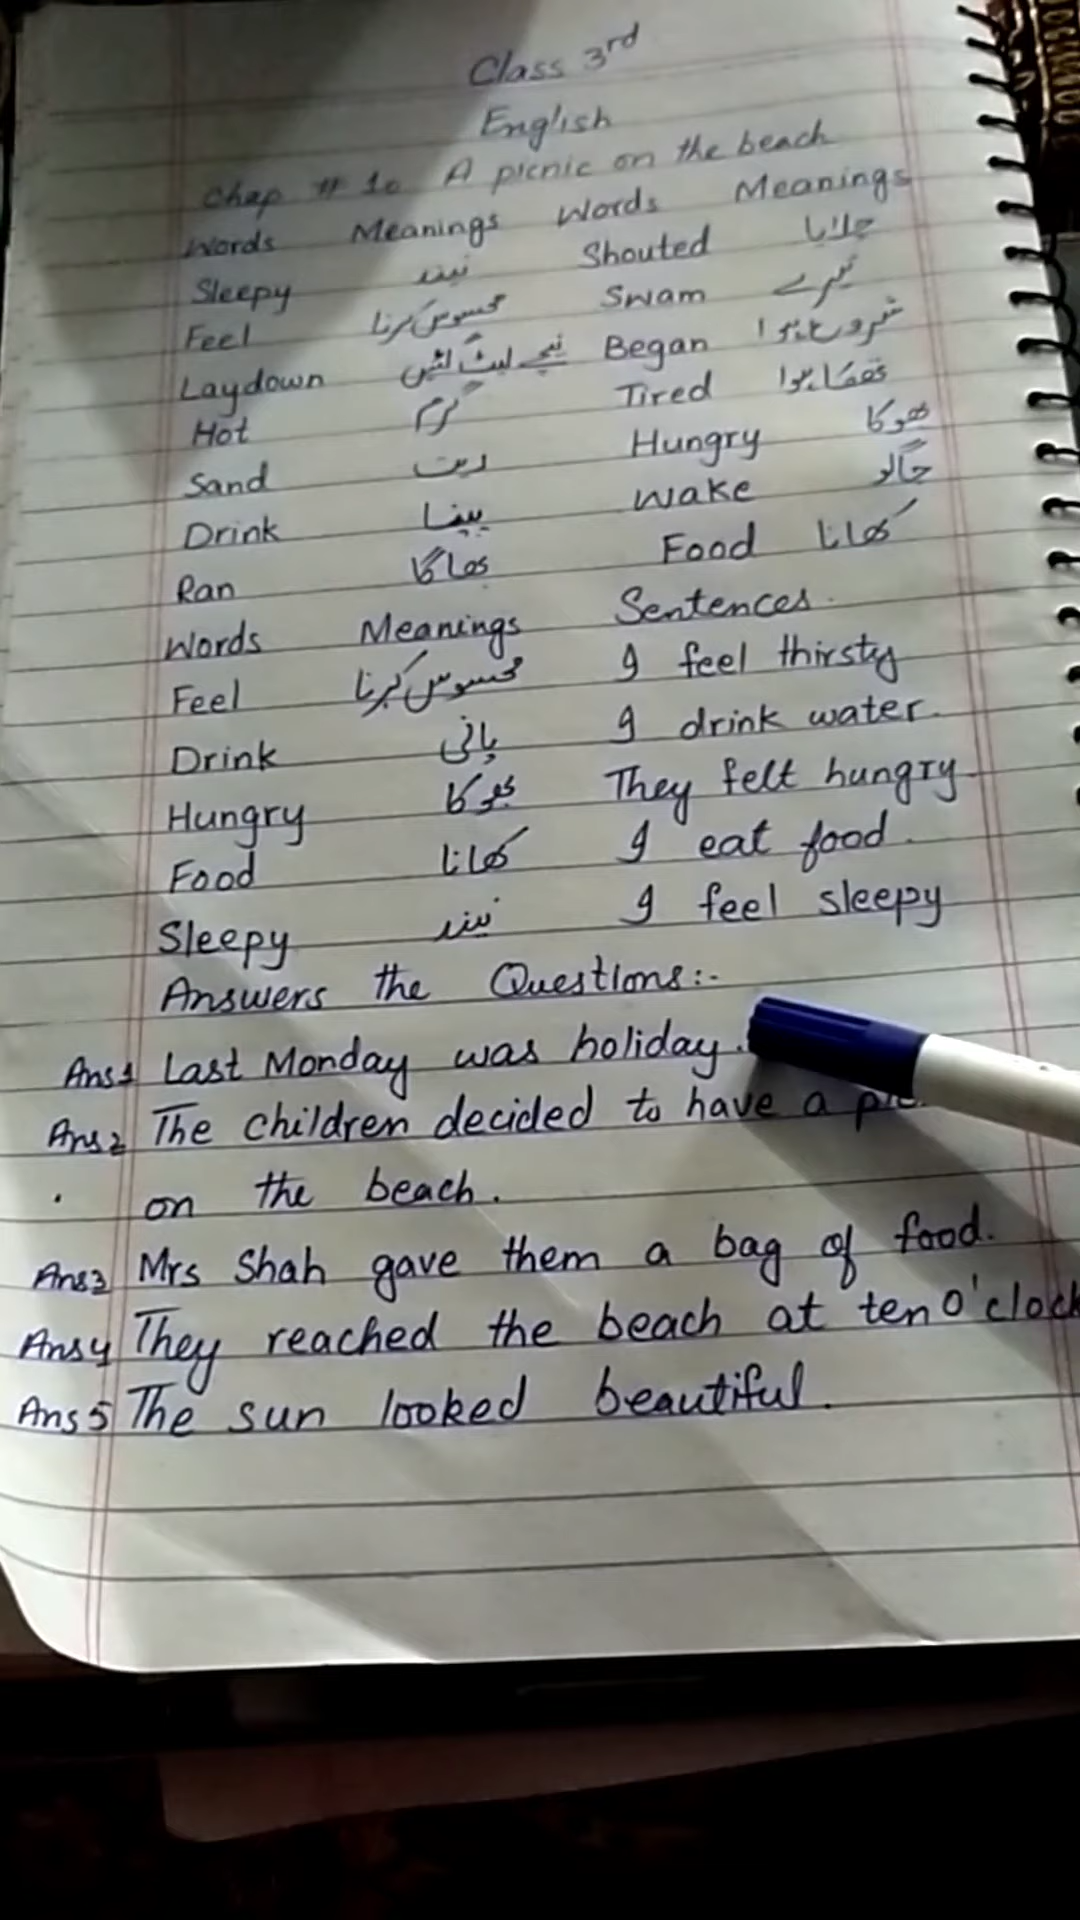 Class 3rd
English
Chap # 10 A picnic on the beach
Words Meanings Words Meanings
Sleepy نیند Shouted چلایا
Feel محسوس کرنا Swam تیرے
Laydown نیچے لیٹ گئیں Began شروع ہوا
Hot گرم Tired تھکا ہوا
Sand ریت Hungry بھوکا
Drink پینا Wake جاگو
Ran بھاگا Food کھانا
Words Meanings Sentences.
Feel محسوس کرنا I feel thirsty
Drink پانی I drink water.
Hungry بھوکا They felt hungry
Food کھانا I eat food.
Sleepy نیند I feel sleepy
Answers the Questions:-
Ans1 Last Monday was holiday.
Ans2 The children decided to have a
on the beach.
Ans3 Mrs Shah gave them a bag of food.
Ans4 They reached the beach at ten O'clock
Ans5 The sun looked beautiful.